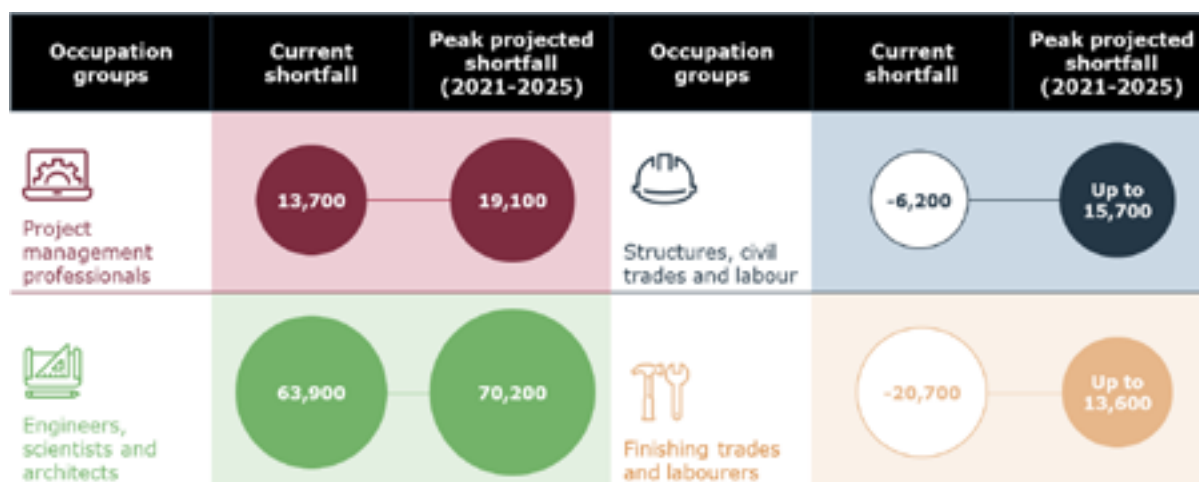 Occupation
groups
Current
shortfall
Peak projected
shortfall
(2021-2025)
Occupation
groups
Current
shortfall
Peak projected
shortfall
(2021-2025)
Project
management
professionals
13,700
19,100
Structures, civil
trades and labour
-6,200
Up to
15,700
Engineers,
scientists and
architects
63,900
70,200
Finishing trades
and labourers
-20,700
Up to
13,600